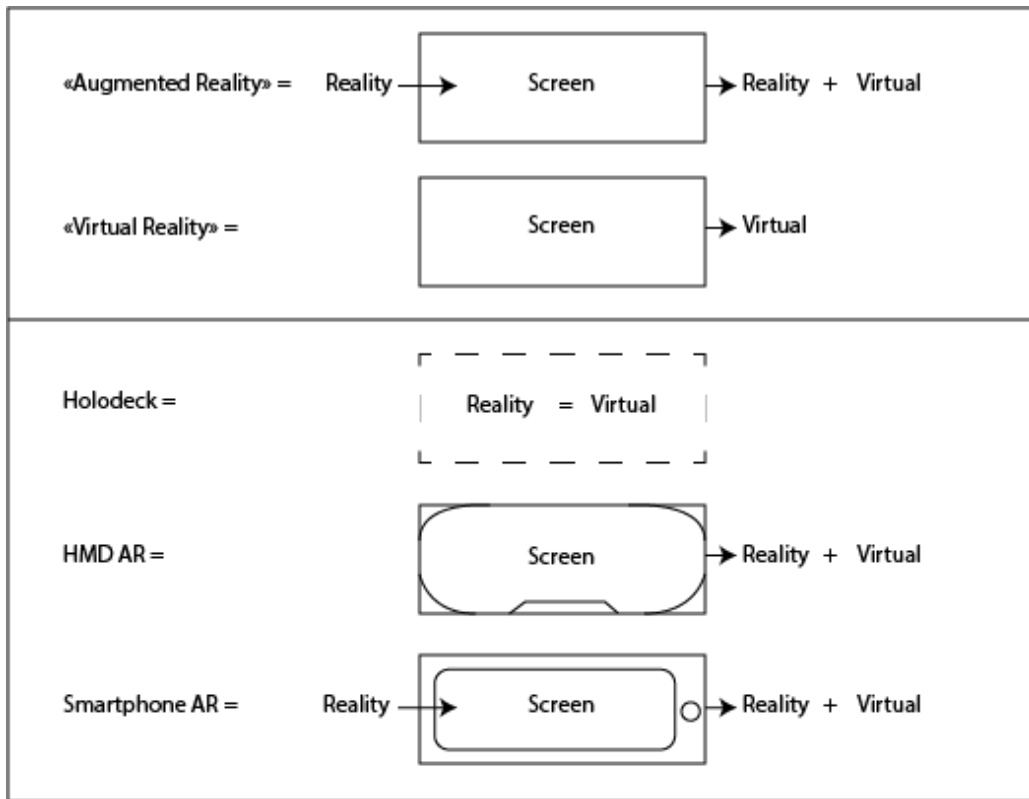 «Augmented Reality» = Reality Screen Reality + Virtual
«Virtual Reality» = Screen Virtual
Holodeck = Reality = Virtual
HMD AR = Screen Reality + Virtual
Smartphone AR = Reality Screen Reality + Virtual